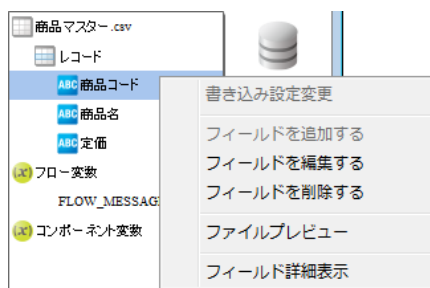 商品マスター.csv
レコード
ABC 商品コード
ABC 商品名
ABC 定価
(x) フロー変数
FLOW_MESSAG
(x) コンポーネント変数
書き込み設定変更
フィールドを追加する
フィールドを編集する
フィールドを削除する
ファイルプレビュー
フィールド詳細表示